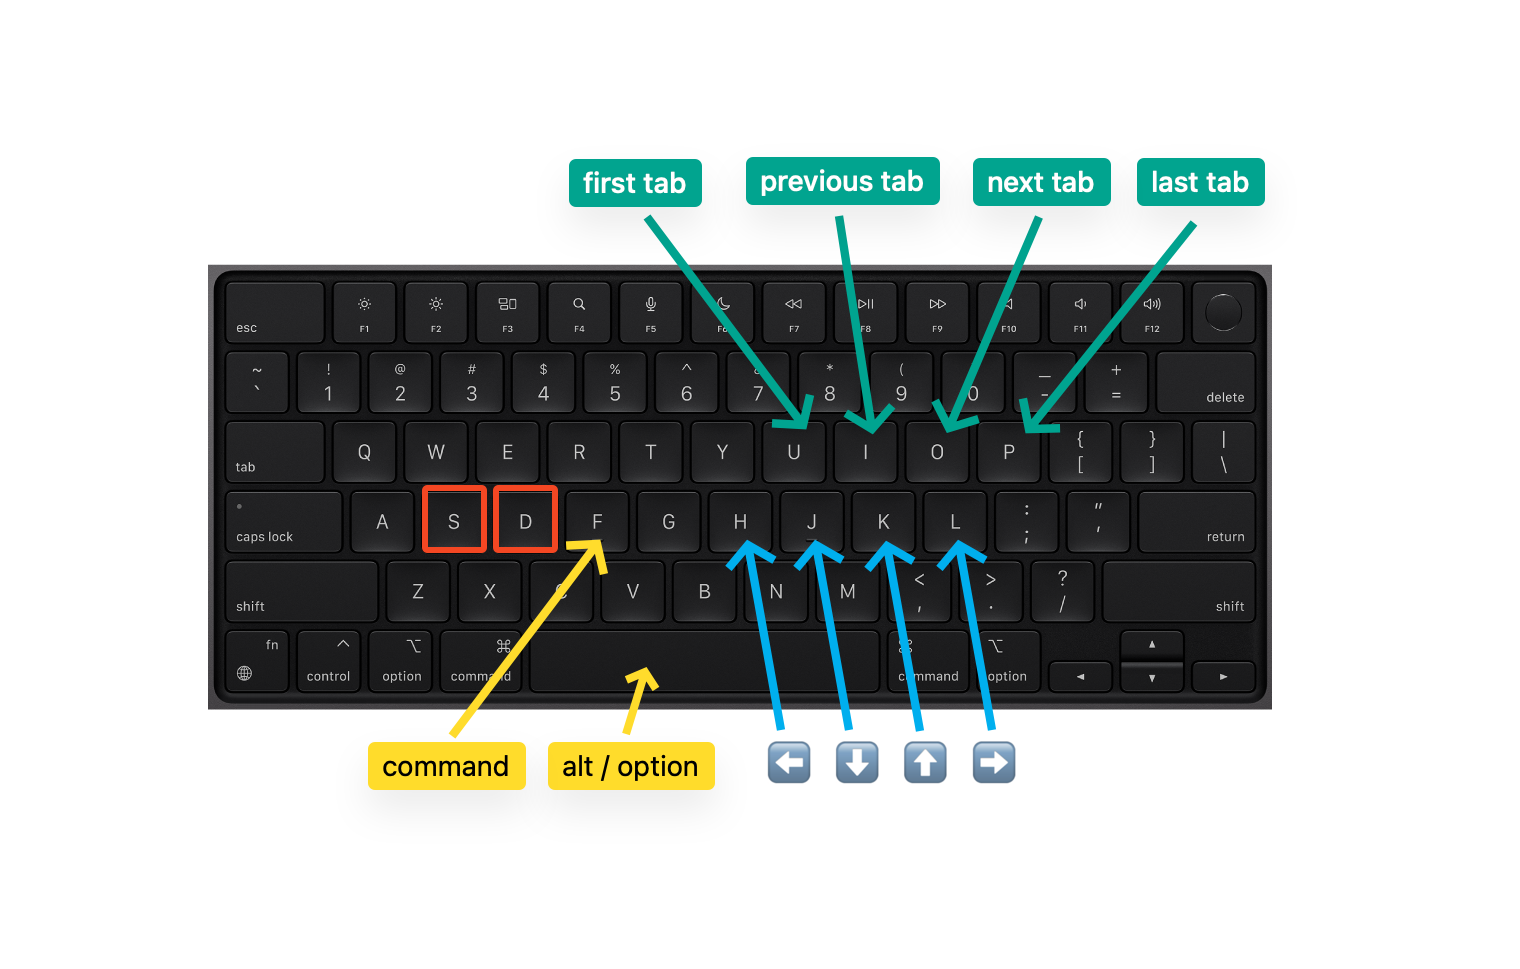 first tab previous tab next tab last tab
esc F1 F2 F3 F4 F5 F6 F7 F8 F9 F10 F11 F12
~ ! @ # $ % ^ * ( — +
` 1 2 3 4 5 6 7 8 9 0 - = delete
tab Q W E R T Y U I O P { [ } ] | \
caps lock A S D F G H J K L : ; " ' return
shift Z X C V B N M < , > . ? / shift
fn control option ⌘ command ⌘ command option
command alt / option